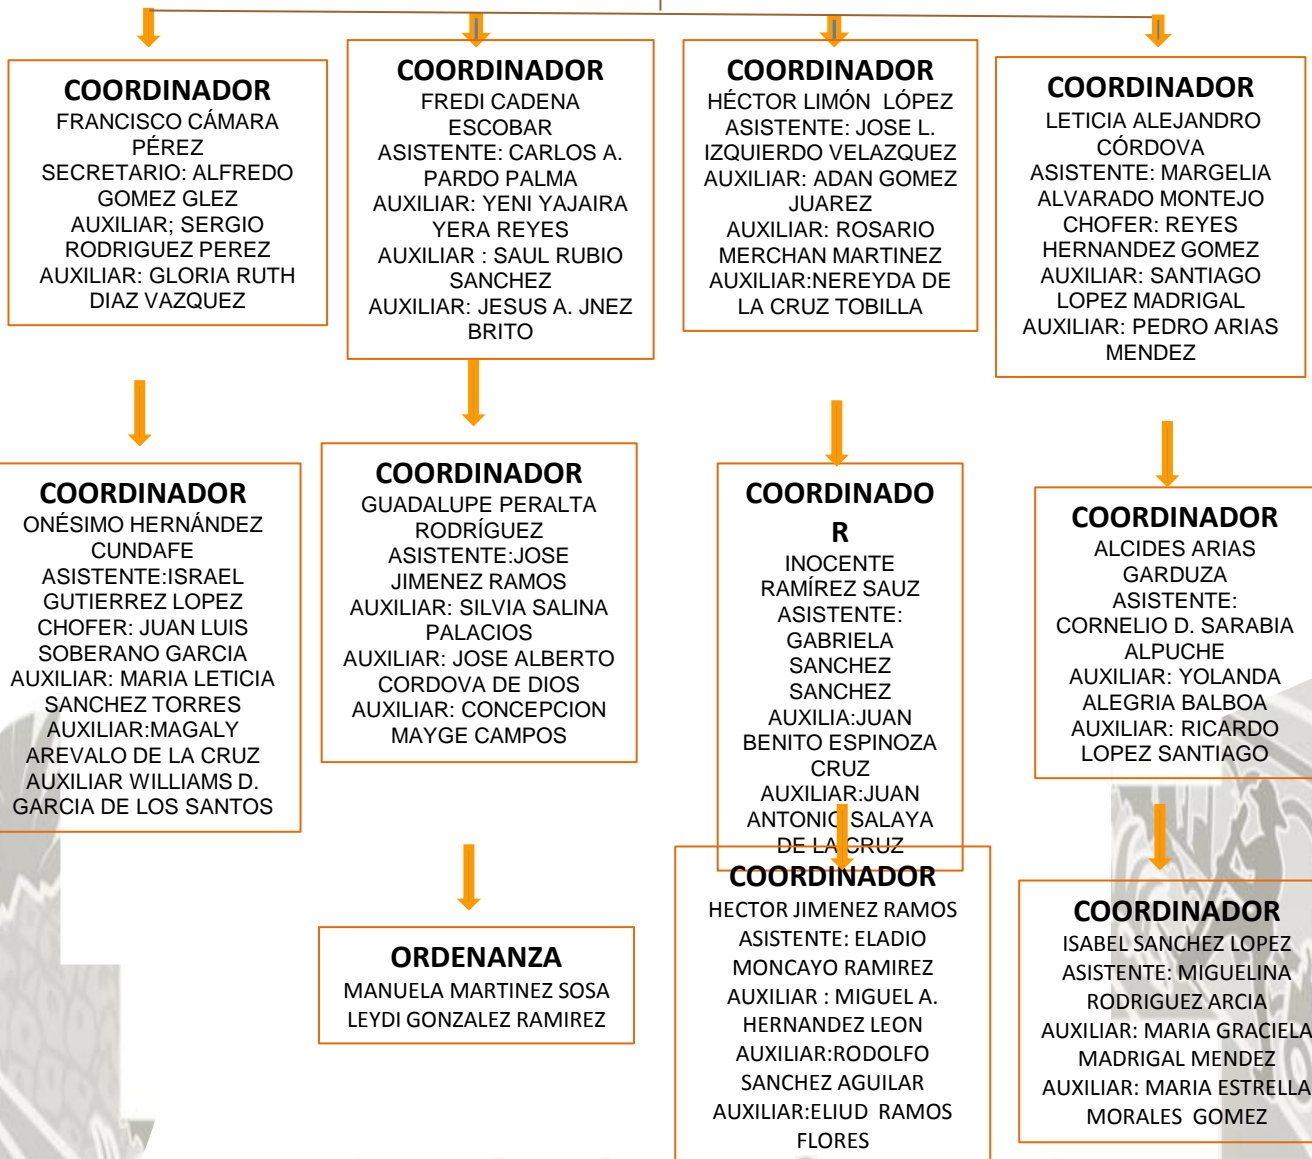 COORDINADOR
FRANCISCO CÁMARA
PÉREZ
SECRETARIO: ALFREDO
GOMEZ GLEZ
AUXILIAR; SERGIO
RODRIGUEZ PEREZ
AUXILIAR: GLORIA RUTH
DIAZ VAZQUEZ
COORDINADOR
FREDI CADENA
ESCOBAR
ASISTENTE: CARLOS A.
PARDO PALMA
AUXILIAR: YENI YAJAIRA
YERA REYES
AUXILIAR : SAUL RUBIO
SANCHEZ
AUXILIAR: JESUS A. JNEZ
BRITO
COORDINADOR
HÉCTOR LIMÓN  LÓPEZ
ASISTENTE: JOSE L.
IZQUIERDO VELAZQUEZ
AUXILIAR: ADAN GOMEZ
JUAREZ
AUXILIAR: ROSARIO
MERCHAN MARTINEZ
AUXILIAR:NEREYDA DE
LA CRUZ TOBILLA
COORDINADOR
LETICIA ALEJANDRO
CÓRDOVA
ASISTENTE: MARGELIA
ALVARADO MONTEJO
CHOFER: REYES
HERNANDEZ GOMEZ
AUXILIAR: SANTIAGO
LOPEZ MADRIGAL
AUXILIAR: PEDRO ARIAS
MENDEZ
COORDINADOR
ONÉSIMO HERNÁNDEZ
CUNDAFE
ASISTENTE:ISRAEL
GUTIERREZ LOPEZ
CHOFER: JUAN LUIS
SOBERANO GARCIA
AUXILIAR: MARIA LETICIA
SANCHEZ TORRES
AUXILIAR:MAGALY
AREVALO DE LA CRUZ
AUXILIAR WILLIAMS D.
GARCIA DE LOS SANTOS
COORDINADOR
GUADALUPE PERALTA
RODRÍGUEZ
ASISTENTE:JOSE
JIMENEZ RAMOS
AUXILIAR: SILVIA SALINA
PALACIOS
AUXILIAR: JOSE ALBERTO
CORDOVA DE DIOS
AUXILIAR: CONCEPCION
MAYGE CAMPOS
COORDINADO
R
INOCENTE
RAMÍREZ SAUZ
ASISTENTE:
GABRIELA
SANCHEZ
SANCHEZ
AUXILIA:JUAN
BENITO ESPINOZA
CRUZ
AUXILIAR:JUAN
ANTONIO SALAYA
DE LA CRUZ
COORDINADOR
ALCIDES ARIAS
GARDUZA
ASISTENTE:
CORNELIO D. SARABIA
ALPUCHE
AUXILIAR: YOLANDA
ALEGRIA BALBOA
AUXILIAR: RICARDO
LOPEZ SANTIAGO
ORDENANZA
MANUELA MARTINEZ SOSA
LEYDI GONZALEZ RAMIREZ
COORDINADOR
HECTOR JIMENEZ RAMOS
ASISTENTE: ELADIO
MONCAYO RAMIREZ
AUXILIAR : MIGUEL A.
HERNANDEZ LEON
AUXILIAR:RODOLFO
SANCHEZ AGUILAR
AUXILIAR:ELIUD  RAMOS
FLORES
COORDINADOR
ISABEL SANCHEZ LOPEZ
ASISTENTE: MIGUELINA
RODRIGUEZ ARCIA
AUXILIAR: MARIA GRACIELA
MADRIGAL MENDEZ
AUXILIAR: MARIA ESTRELLA
MORALES  GOMEZ